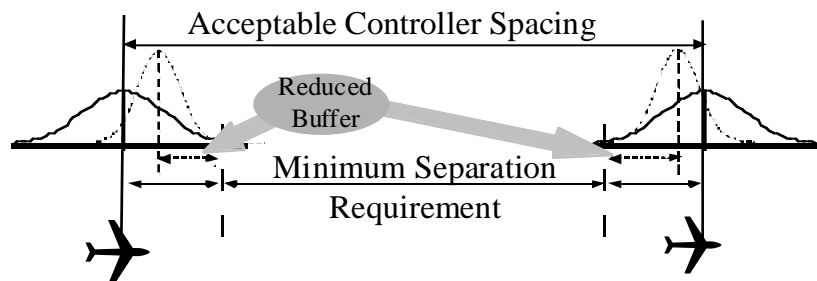 Acceptable Controller Spacing
Reduced
Buffer
Minimum Separation
Requirement